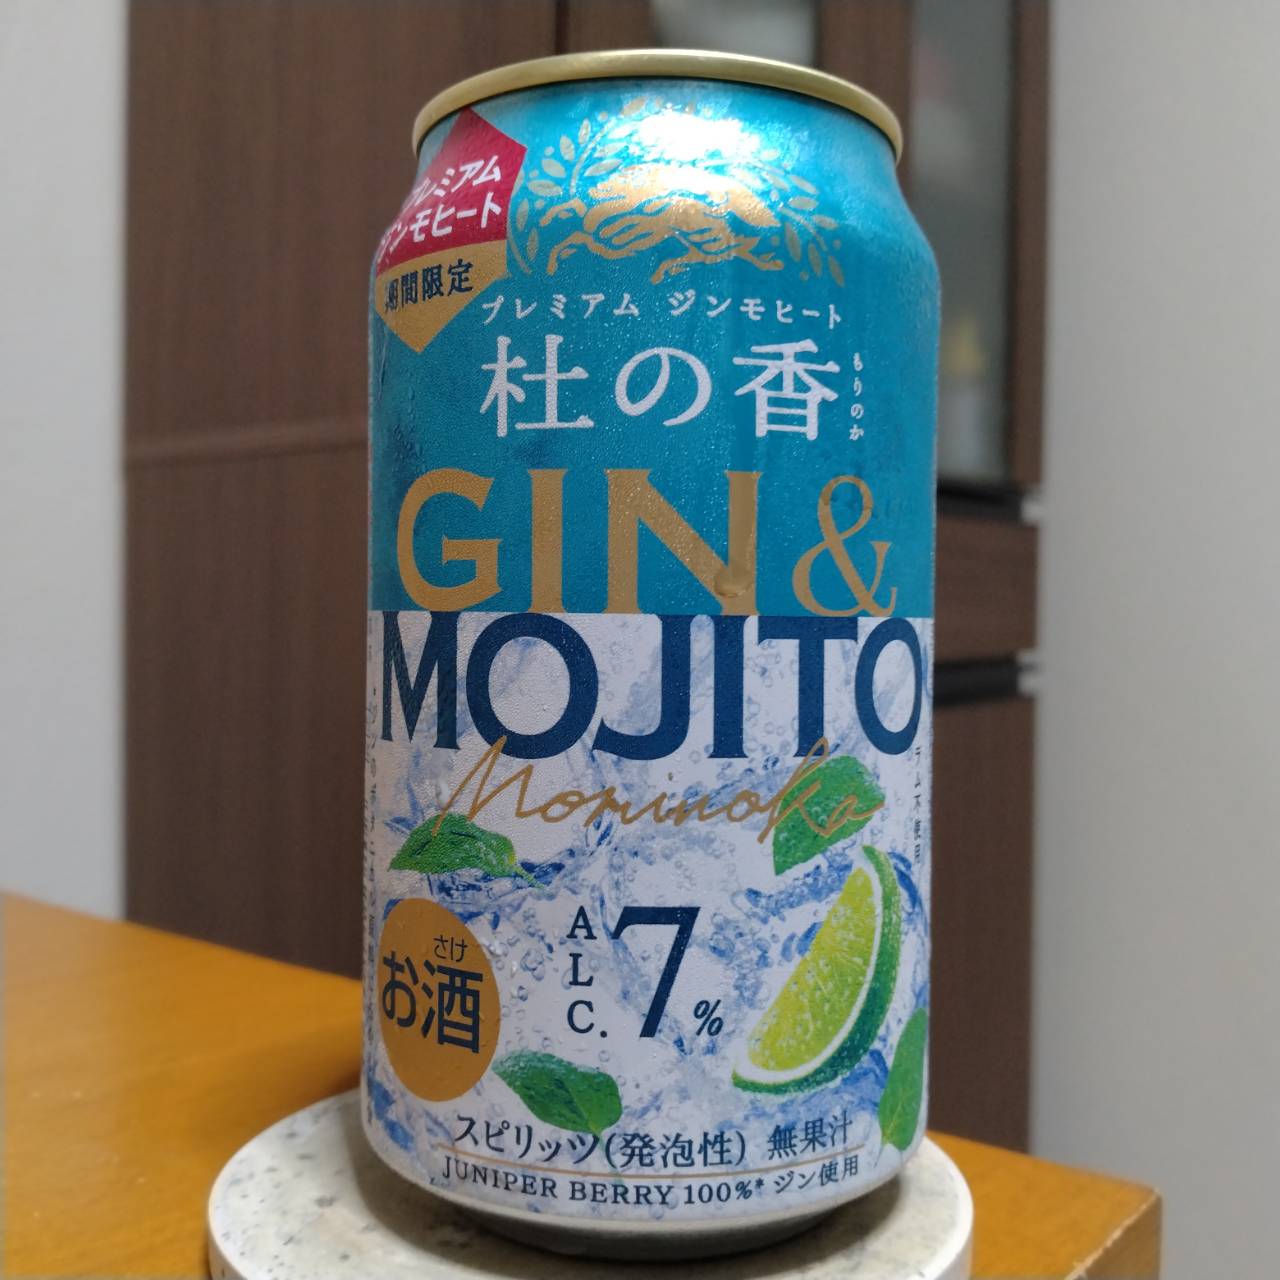 プレミアム
ジンモヒート
期間限定
プレミアム ジンモヒート
杜の香
もりのか
GIN &
MOJITO
Morinoka
お酒
さけ
ALC.
7%
スピリッツ(発泡性) 無果汁
JUNIPER BERRY 100%* ジン使用